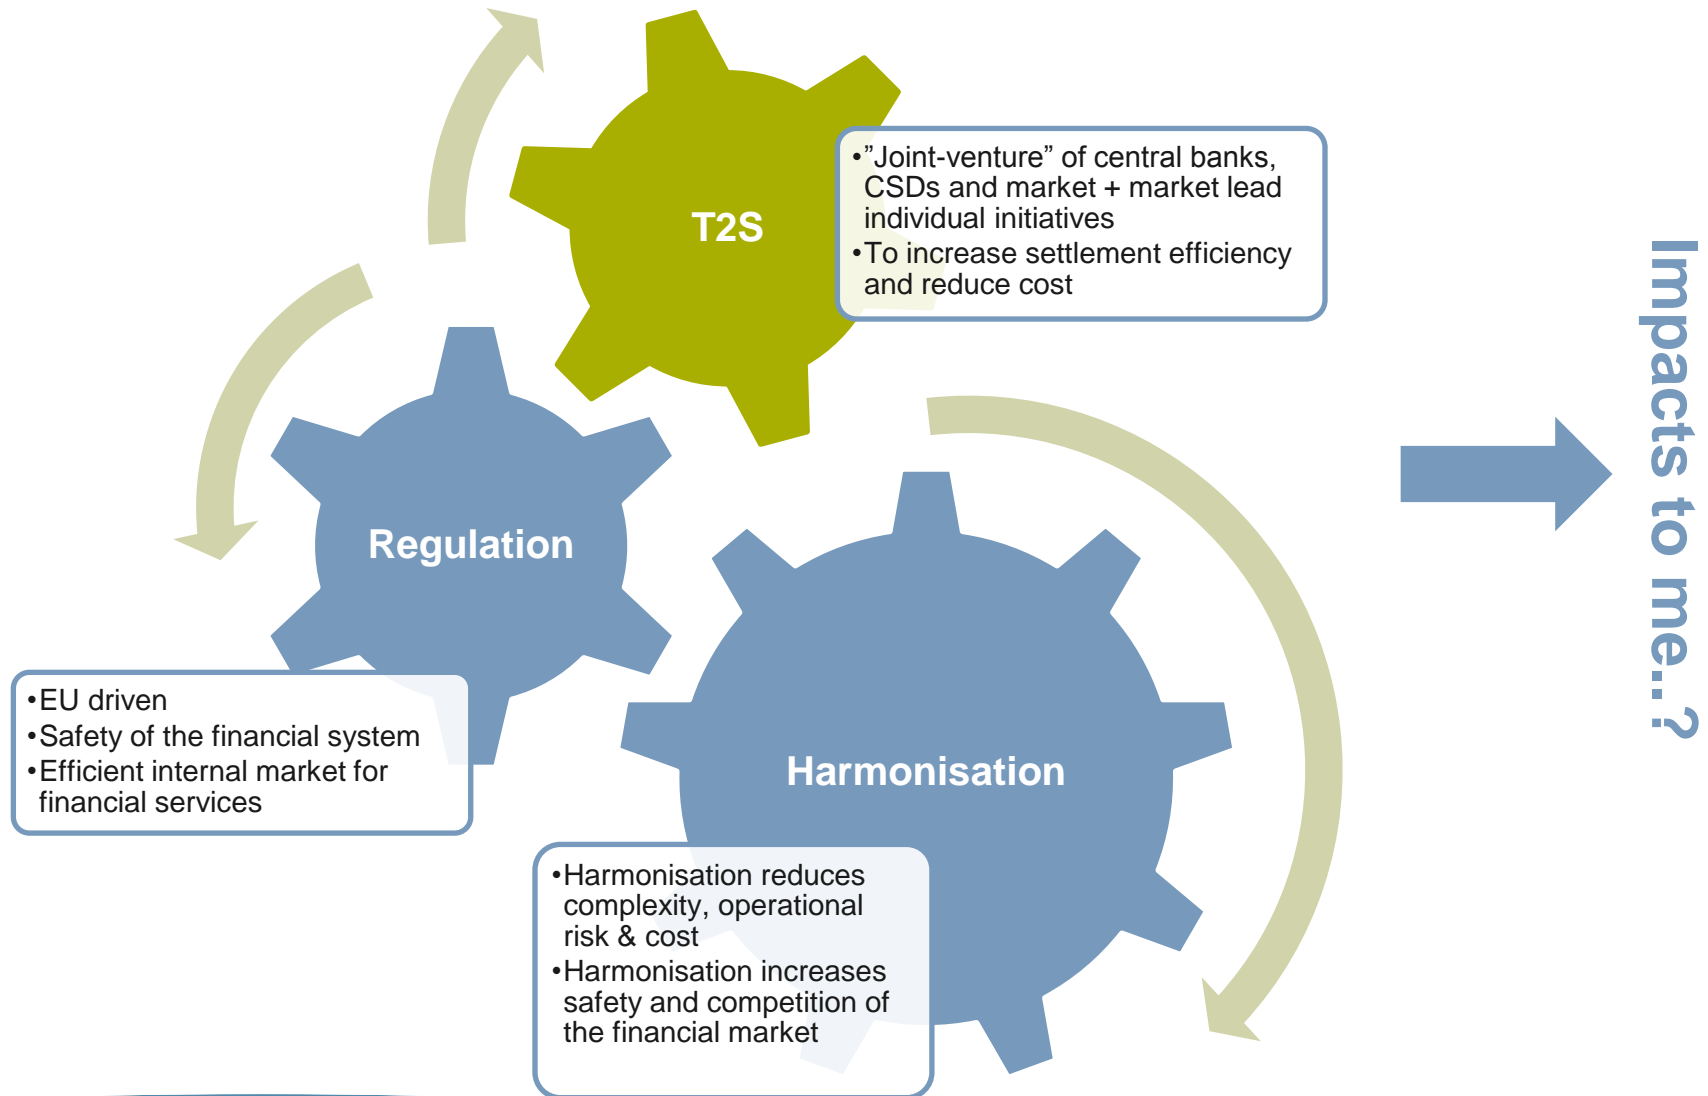 T2S
•”Joint-venture” of central banks,
CSDs and market + market lead
individual initiatives
•To increase settlement efficiency
and reduce cost
Regulation
•EU driven
•Safety of the financial system
•Efficient internal market for
financial services
Harmonisation
•Harmonisation reduces
complexity, operational
risk & cost
•Harmonisation increases
safety and competition of
the financial market
Impacts to me..?